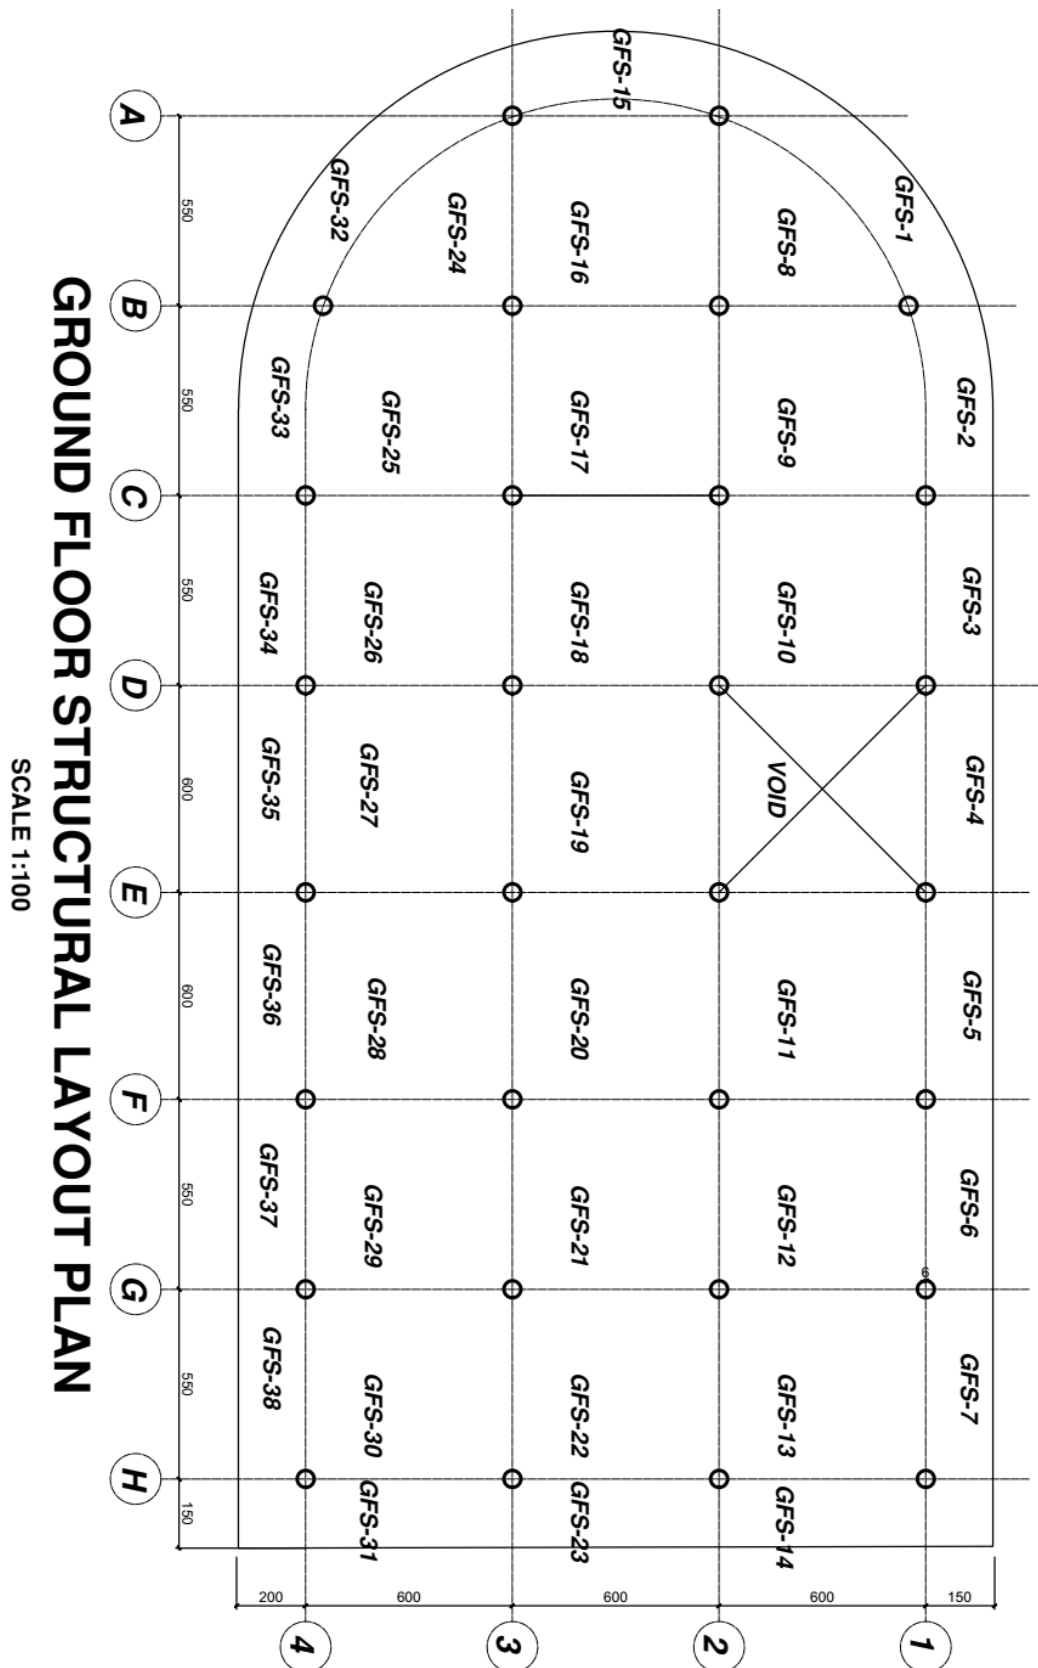 GROUND FLOOR STRUCTURAL LAYOUT PLAN
SCALE 1:100
A
B
C
D
E
F
G
H
550
550
550
600
600
550
550
150
GFS-32
GFS-33
GFS-34
GFS-35
GFS-36
GFS-37
GFS-38
GFS-24
GFS-25
GFS-26
GFS-27
GFS-28
GFS-29
GFS-30
GFS-31
GFS-15
GFS-16
GFS-17
GFS-18
GFS-19
GFS-20
GFS-21
GFS-22
GFS-23
GFS-8
GFS-9
GFS-10
VOID
GFS-11
GFS-12
GFS-13
GFS-14
GFS-1
GFS-2
GFS-3
GFS-4
GFS-5
GFS-6
6
GFS-7
200
600
600
600
150
4
3
2
1